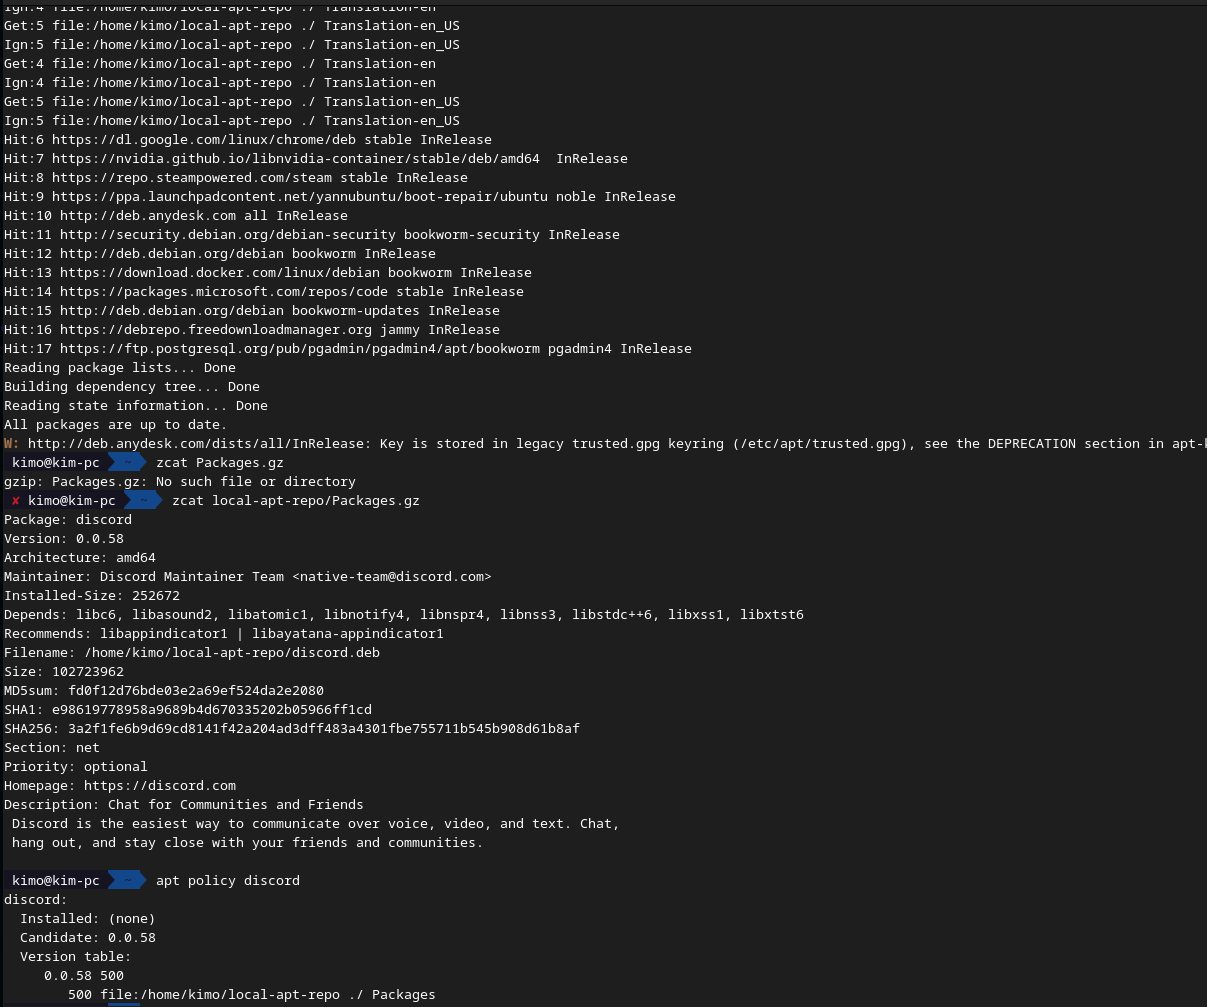 Ign:4 file:/home/kimo/local-apt-repo ./ Translation-en
Get:5 file:/home/kimo/local-apt-repo ./ Translation-en_US
Ign:5 file:/home/kimo/local-apt-repo ./ Translation-en_US
Get:4 file:/home/kimo/local-apt-repo ./ Translation-en
Ign:4 file:/home/kimo/local-apt-repo ./ Translation-en
Get:5 file:/home/kimo/local-apt-repo ./ Translation-en_US
Ign:5 file:/home/kimo/local-apt-repo ./ Translation-en_US
Hit:6 https://dl.google.com/linux/chrome/deb stable InRelease
Hit:7 https://nvidia.github.io/libnvidia-container/stable/deb/amd64  InRelease
Hit:8 https://repo.steampowered.com/steam stable InRelease
Hit:9 https://ppa.launchpadcontent.net/yannubuntu/boot-repair/ubuntu noble InRelease
Hit:10 http://deb.anydesk.com all InRelease
Hit:11 http://security.debian.org/debian-security bookworm-security InRelease
Hit:12 http://deb.debian.org/debian bookworm InRelease
Hit:13 https://download.docker.com/linux/debian bookworm InRelease
Hit:14 https://packages.microsoft.com/repos/code stable InRelease
Hit:15 http://deb.debian.org/debian bookworm-updates InRelease
Hit:16 https://debrepo.freedownloadmanager.org jammy InRelease
Hit:17 https://ftp.postgresql.org/pub/pgadmin/pgadmin4/apt/bookworm pgadmin4 InRelease
Reading package lists... Done
Building dependency tree... Done
Reading state information... Done
All packages are up to date.
W: http://deb.anydesk.com/dists/all/InRelease: Key is stored in legacy trusted.gpg keyring (/etc/apt/trusted.gpg), see the DEPRECATION section in apt-k
kimo@kim-pc ~ zcat Packages.gz
gzip: Packages.gz: No such file or directory
✘ kimo@kim-pc ~ zcat local-apt-repo/Packages.gz
Package: discord
Version: 0.0.58
Architecture: amd64
Maintainer: Discord Maintainer Team <native-team@discord.com>
Installed-Size: 252672
Depends: libc6, libasound2, libatomic1, libnotify4, libnspr4, libnss3, libstdc++6, libxss1, libxtst6
Recommends: libappindicator1 | libayatana-appindicator1
Filename: /home/kimo/local-apt-repo/discord.deb
Size: 102723962
MD5sum: fd0f12d76bde03e2a69ef524da2e2080
SHA1: e98619778958a9689b4d670335202b05966ff1cd
SHA256: 3a2f1fe6b9d69cd8141f42a204ad3dff483a4301fbe755711b545b908d61b8af
Section: net
Priority: optional
Homepage: https://discord.com
Description: Chat for Communities and Friends
 Discord is the easiest way to communicate over voice, video, and text. Chat,
 hang out, and stay close with your friends and communities.
kimo@kim-pc ~ apt policy discord
discord:
  Installed: (none)
  Candidate: 0.0.58
  Version table:
     0.0.58 500
        500 file:/home/kimo/local-apt-repo ./ Packages